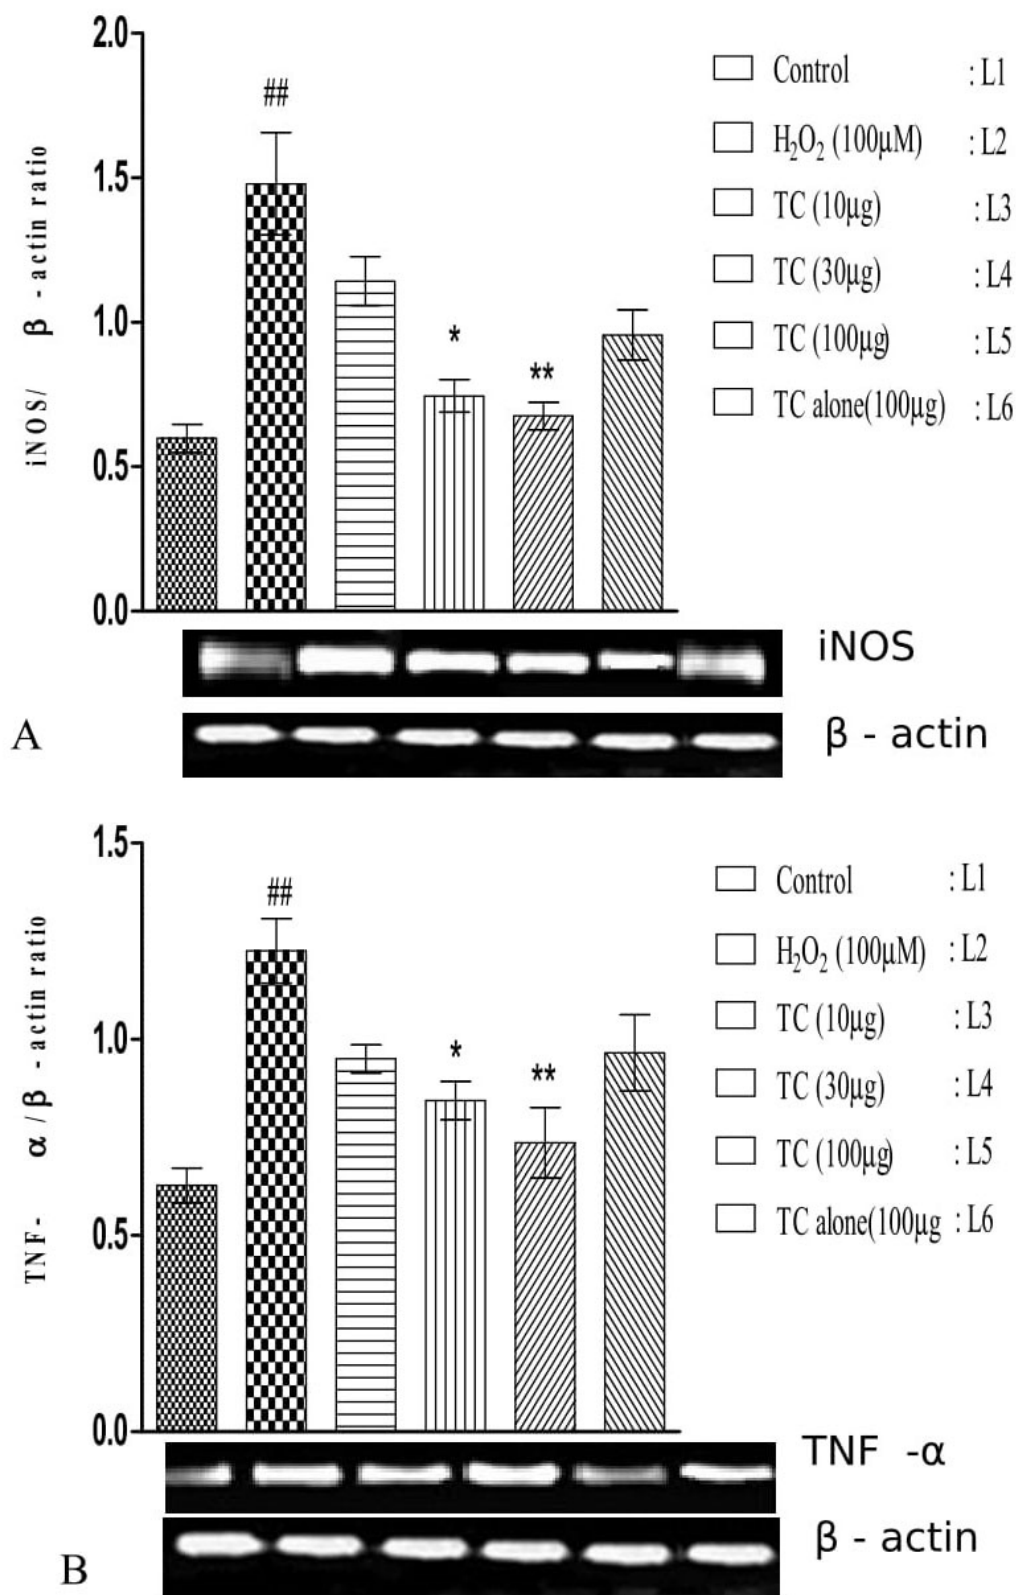 2.0
1.5
1.0
0.5
0.0
iNOS/ β - actin ratio
##
*
**
Control : L1
H₂O₂ (100µM) : L2
TC (10µg) : L3
TC (30µg) : L4
TC (100µg) : L5
TC alone(100µg) : L6
iNOS
β - actin
A
1.5
1.0
0.5
0.0
TNF- α /β - actin ratio
##
*
**
Control : L1
H₂O₂ (100µM) : L2
TC (10µg) : L3
TC (30µg) : L4
TC (100µg) : L5
TC alone(100µg : L6
TNF -α
β - actin
B